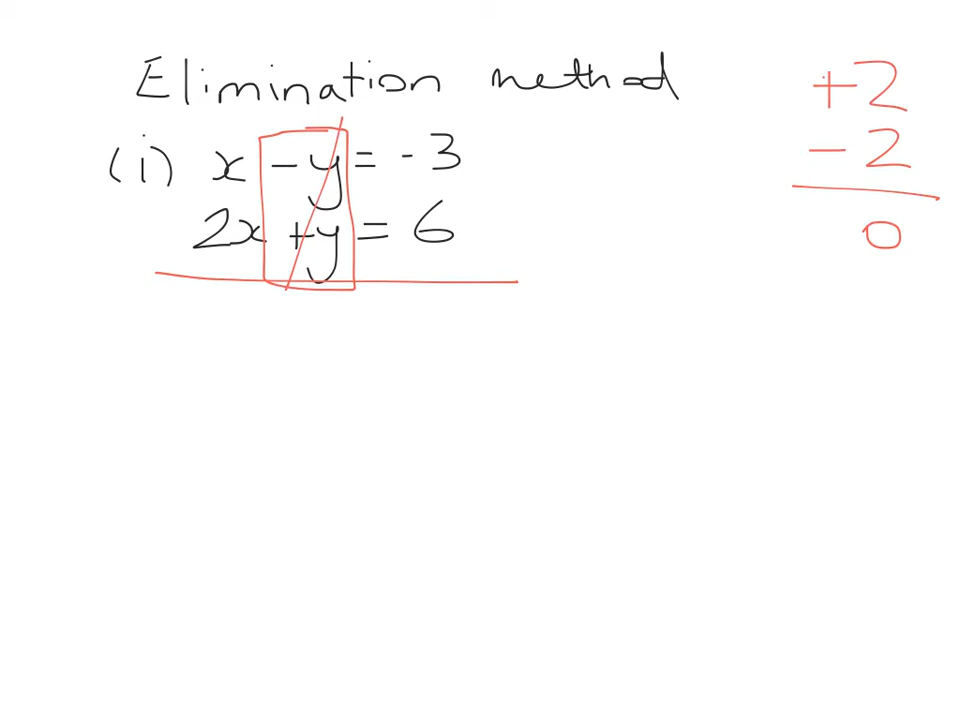 Elimination method
(i) x - y = -3
2x + y = 6
+2
- 2
0